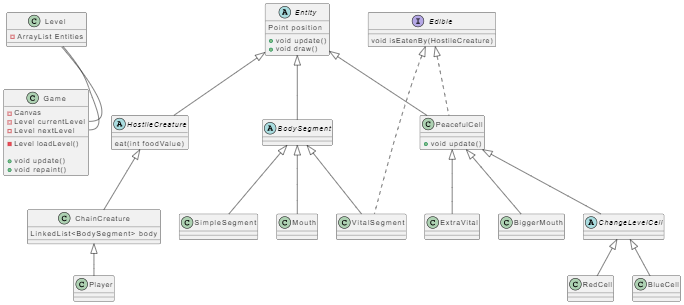 C Level
ArrayList Entities
A Entity
Point position
void update()
void draw()
I Edible
void isEatenBy(HostileCreature)
C Game
Canvas
Level currentLevel
Level nextLevel
Level loadLevel()
void update()
void repaint()
A HostileCreature
eat(int foodValue)
A BodySegment
C PeacefulCell
void update()
C ChainCreature
LinkedList<BodySegment> body
C SimpleSegment
C Mouth
C VitalSegment
C ExtraVital
C BiggerMouth
A ChangeLevelCell
C Player
C RedCell
C BlueCell